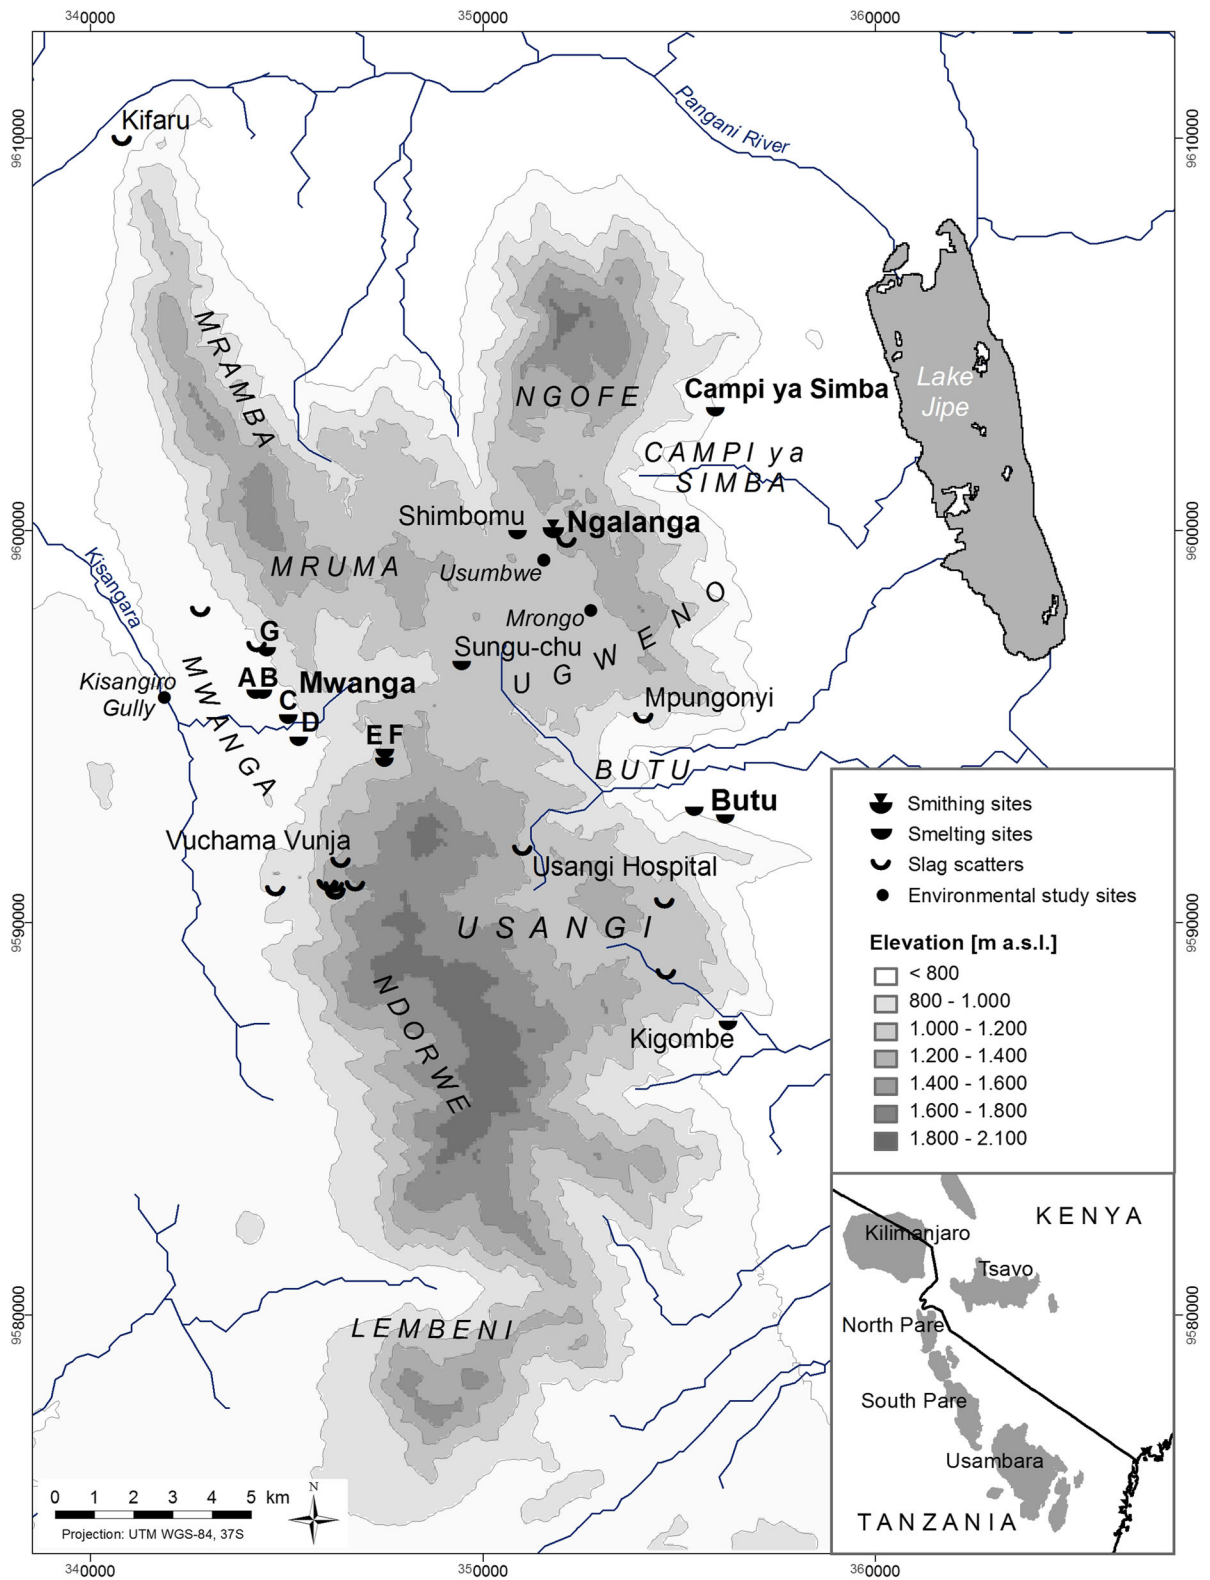 340000
350000
360000
Kifaru
Pangani River
9610000
9610000
MRAMBA
NGOFE
Campi ya Simba
Lake
Jipe
CAMPI ya
SIMBA
Shimbomu
Ngalanga
9600000
9600000
MRUMA
Usumbwe
Kisangara
Mrongo
UGWENO
G
Sungu-chu
Kisangiro
Gully
AB
Mwanga
C
D
MWANGA
Mpungonyi
E F
BUTU
Butu
Vuchama Vunja
Usangi Hospital
USANGI
9590000
9590000
NDORWE
Kigombe
Smithing sites
Smelting sites
Slag scatters
Environmental study sites
Elevation [m a.s.l.]
< 800
800 - 1.000
1.000 - 1.200
1.200 - 1.400
1.400 - 1.600
1.600 - 1.800
1.800 - 2.100
KENYA
Kilimanjaro
Tsavo
North Pare
South Pare
Usambara
TANZANIA
9580000
9580000
LEMBENI
0 1 2 3 4 5 km
N
Projection: UTM WGS-84, 37S
340000
350000
360000